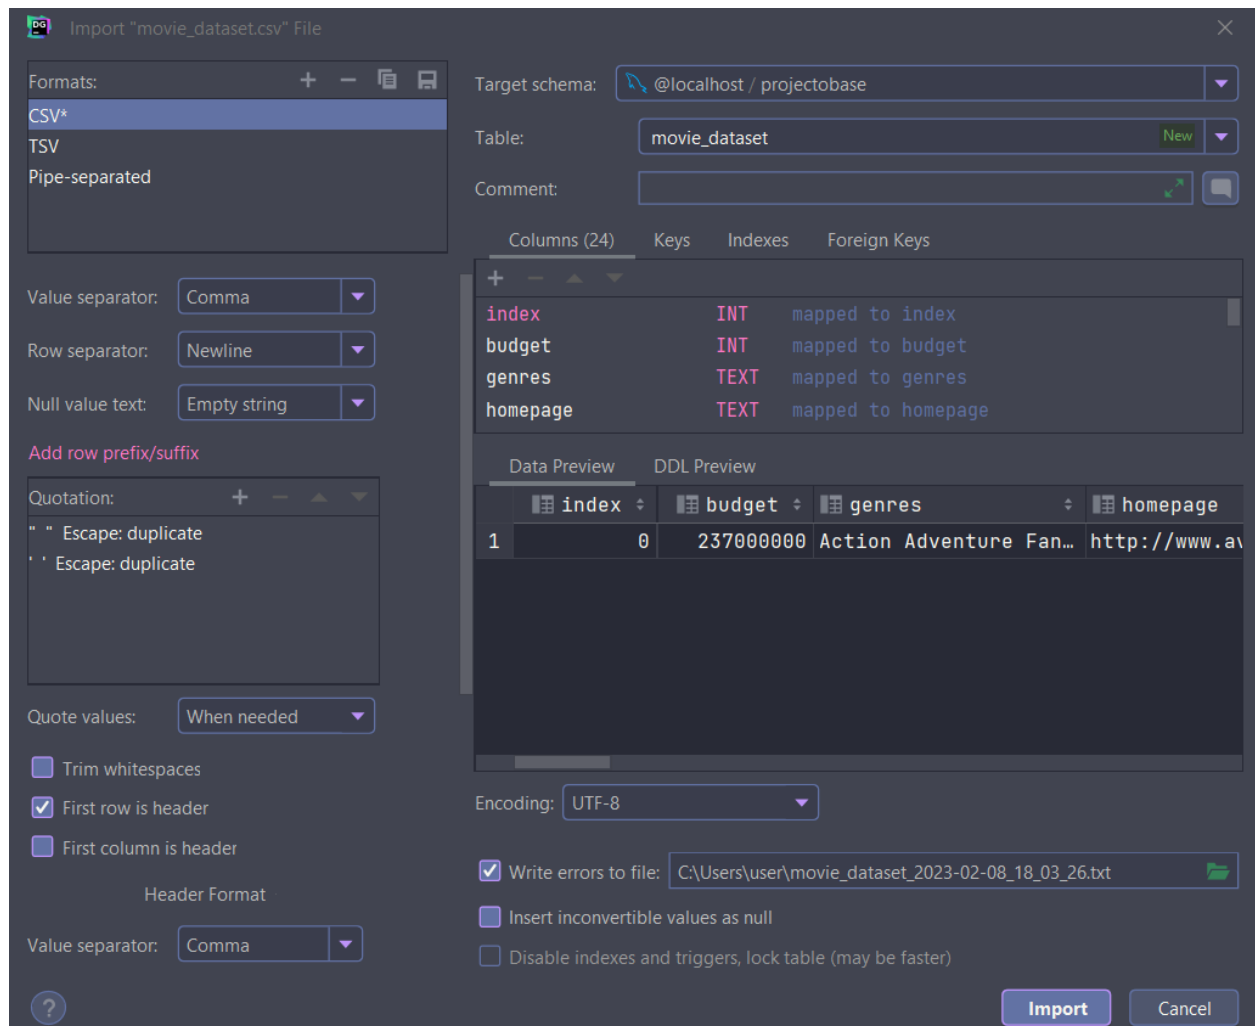 DG
Import "movie_dataset.csv" File
Formats:
CSV*
TSV
Pipe-separated
Value separator: Comma
Row separator: Newline
Null value text: Empty string
Add row prefix/suffix
Quotation:
" " Escape: duplicate
' ' Escape: duplicate
Quote values: When needed
Trim whitespaces
First row is header
First column is header
Header Format
Value separator: Comma
?
Target schema: @localhost / projectobase
Table: movie_dataset New
Comment:
Columns (24) Keys Indexes Foreign Keys
index INT mapped to index
budget INT mapped to budget
genres TEXT mapped to genres
homepage TEXT mapped to homepage
Data Preview DDL Preview
index budget genres homepage
1 0 237000000 Action Adventure Fan… http://www.av
Encoding: UTF-8
Write errors to file: C:\Users\user\movie_dataset_2023-02-08_18_03_26.txt
Insert inconvertible values as null
Disable indexes and triggers, lock table (may be faster)
Import Cancel